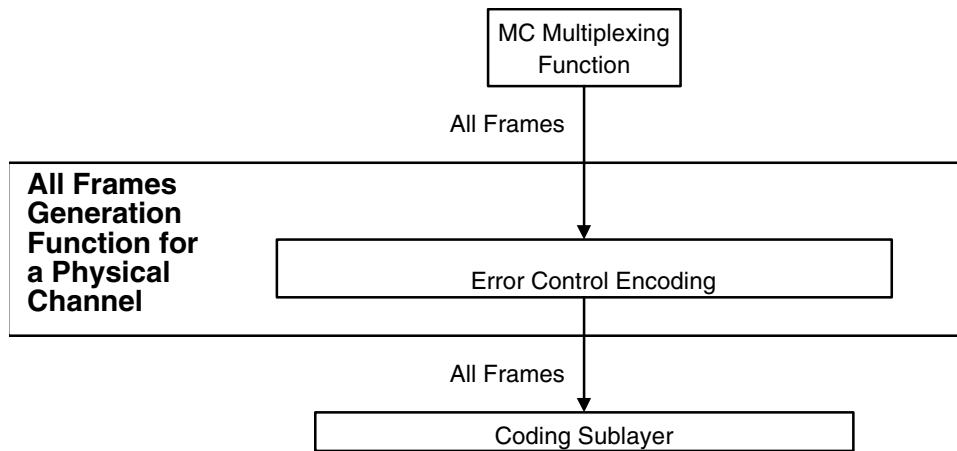 MC Multiplexing
Function
All Frames
All Frames
Generation
Function for
a Physical
Channel
Error Control Encoding
All Frames
Coding Sublayer